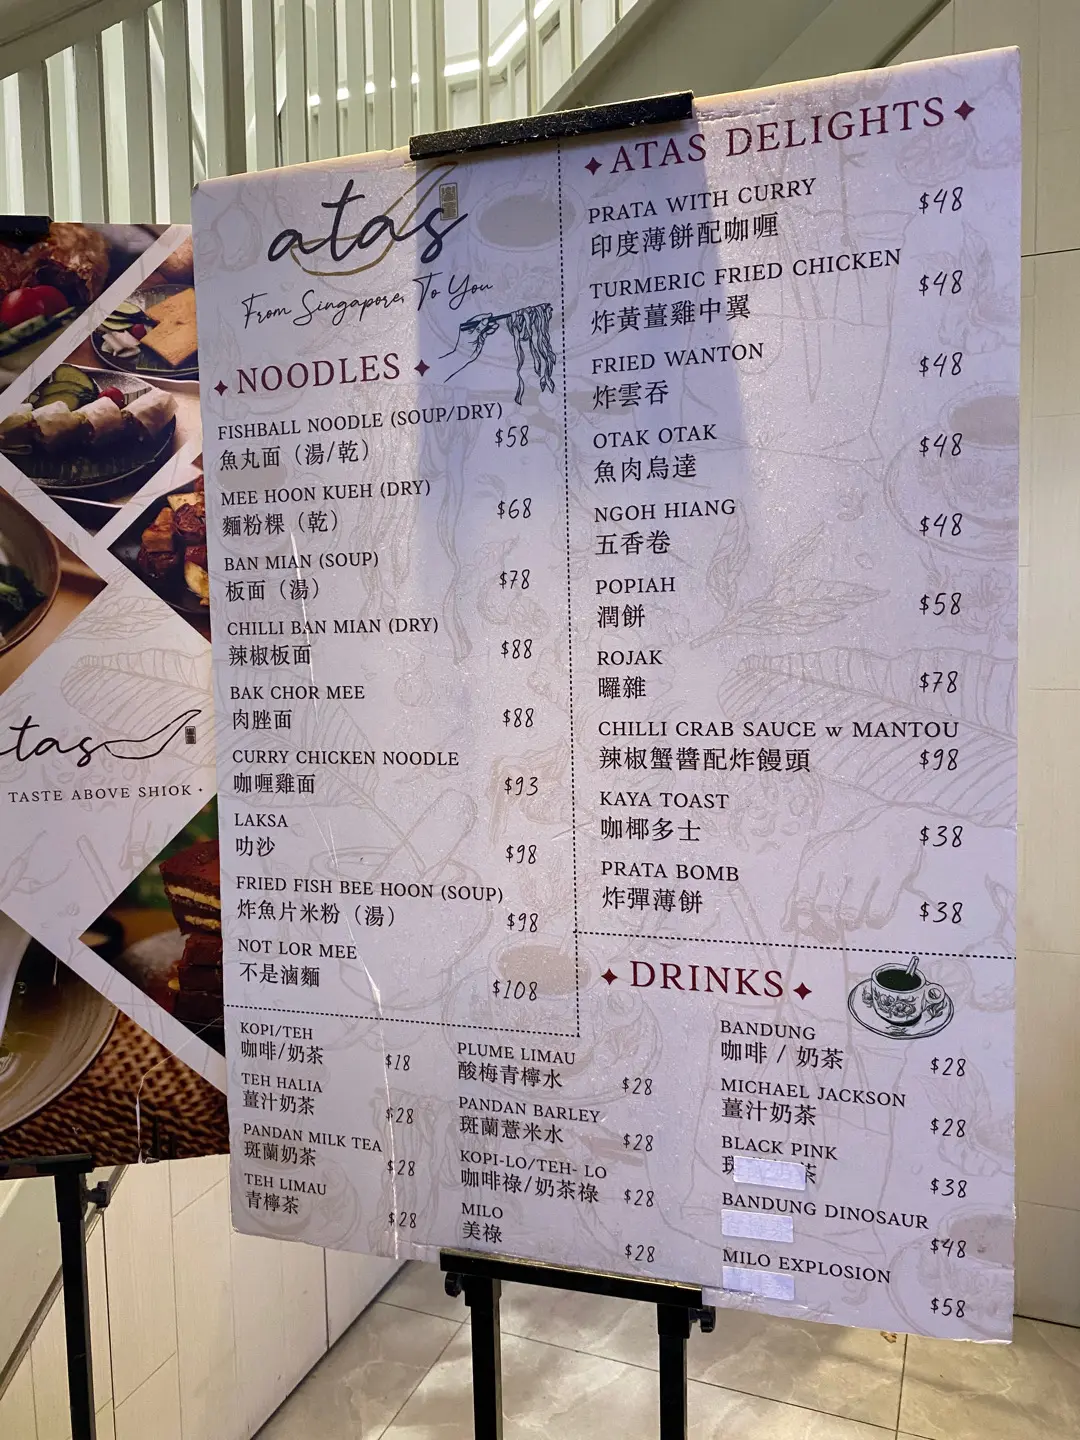 atas
From Singapore, To You
NOODLES
FISHBALL NOODLE (SOUP/DRY)
魚丸面（湯/乾） $58
MEE HOON KUEH (DRY)
麵粉粿（乾） $68
BAN MIAN (SOUP)
板面（湯） $78
CHILLI BAN MIAN (DRY)
辣椒板面 $88
BAK CHOR MEE
肉脞面 $88
CURRY CHICKEN NOODLE
咖喱雞面 $93
LAKSA
叻沙 $98
FRIED FISH BEE HOON (SOUP)
炸魚片米粉（湯） $98
NOT LOR MEE
不是滷麵 $108
ATAS DELIGHTS
PRATA WITH CURRY $48
印度薄餅配咖喱
TURMERIC FRIED CHICKEN $48
炸黃薑雞中翼
FRIED WANTON $48
炸雲吞
OTAK OTAK $48
魚肉烏達
NGOH HIANG $48
五香卷
POPIAH $58
潤餅
ROJAK $78
囉雜
CHILLI CRAB SAUCE w MANTOU
辣椒蟹醬配炸饅頭 $98
KAYA TOAST
咖椰多士 $38
PRATA BOMB
炸彈薄餅 $38
DRINKS
KOPI/TEH
咖啡/奶茶 $18
TEH HALIA
薑汁奶茶 $28
PANDAN MILK TEA
斑蘭奶茶 $28
TEH LIMAU
青檸茶 $28
PLUME LIMAU
酸梅青檸水 $28
PANDAN BARLEY
斑蘭薏米水 $28
KOPI-LO/TEH- LO
咖啡祿/奶茶祿 $28
MILO
美祿 $28
BANDUNG
咖啡 / 奶茶 $28
MICHAEL JACKSON
薑汁奶茶 $28
BLACK PINK
$38
BANDUNG DINOSAUR
$48
MILO EXPLOSION
$58
tas
TASTE ABOVE SHIOK